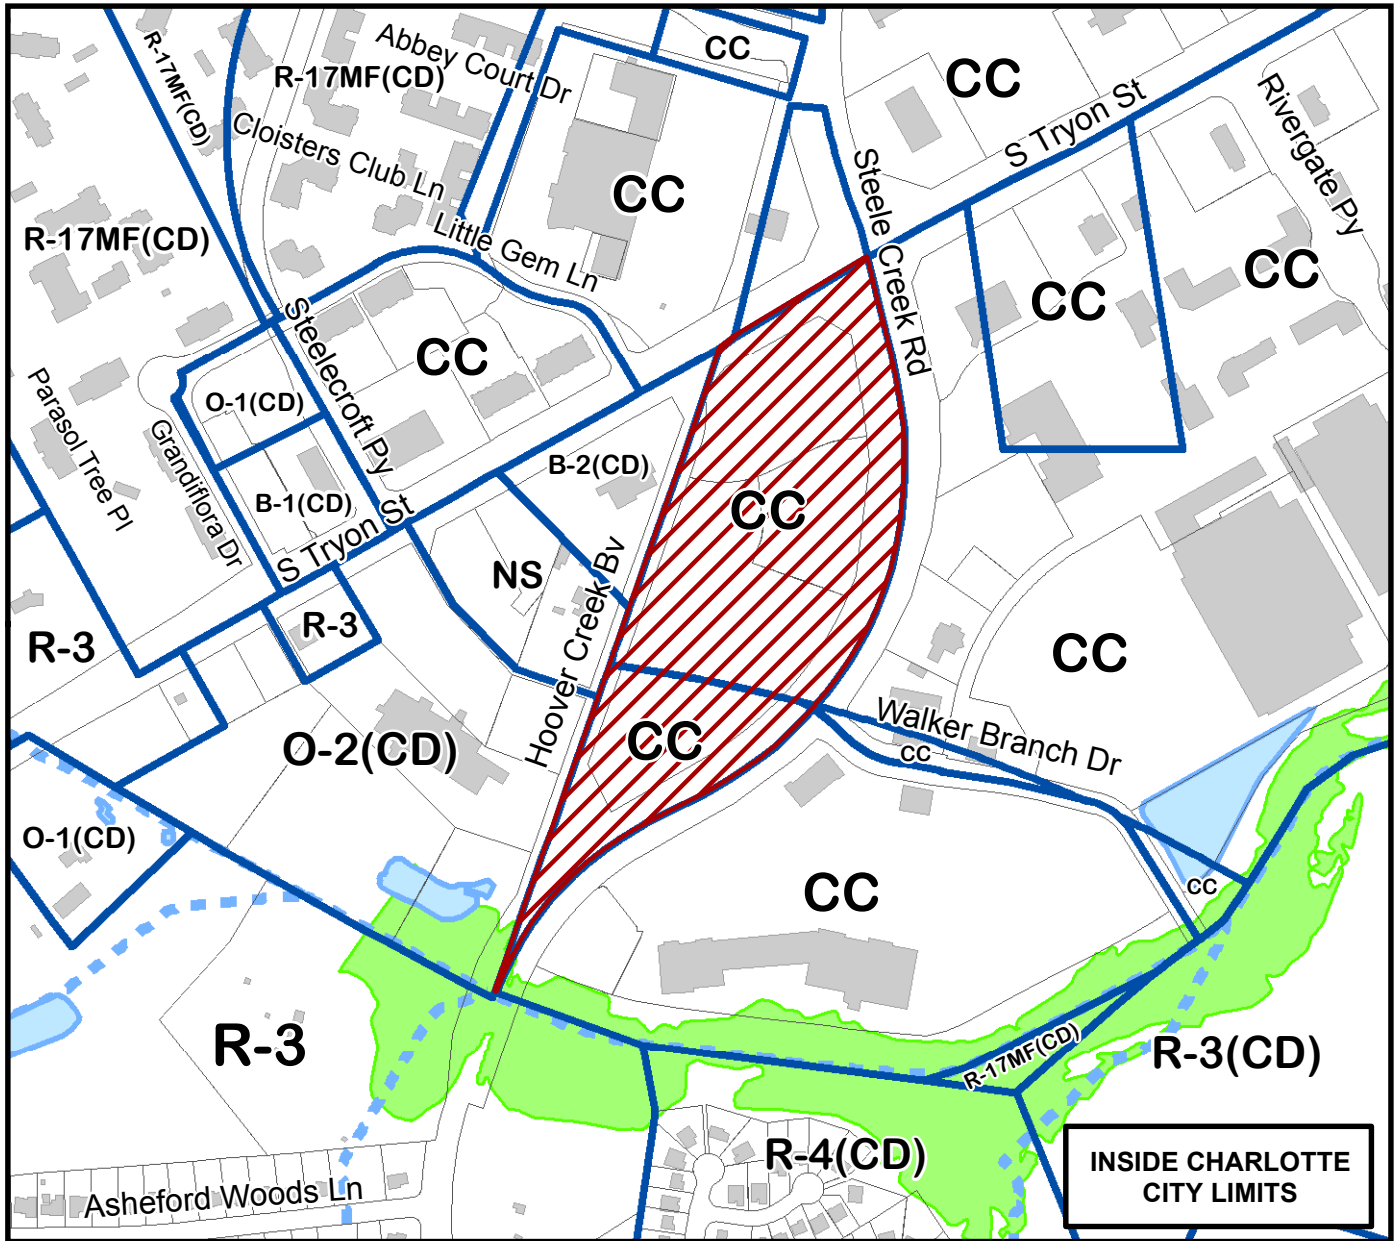 R-17MF(CD)
Abbey Court Dr
R-17MF(CD)
CC
CC
S Tryon St
Rivergate Py
Cloisters Club Ln
CC
Steele Creek Rd
R-17MF(CD)
Little Gem Ln
CC
CC
Steelecroft Py
CC
O-1(CD)
Parasol Tree Pl
Grandiflora Dr
B-2(CD)
B-1(CD)
CC
S Tryon St
NS
Hoover Creek Bv
R-3
R-3
CC
O-2(CD)
CC
Walker Branch Dr
CC
O-1(CD)
CC
CC
R-3
R-17MF(CD)
R-3(CD)
R-4(CD)
Asheford Woods Ln
INSIDE CHARLOTTE
CITY LIMITS